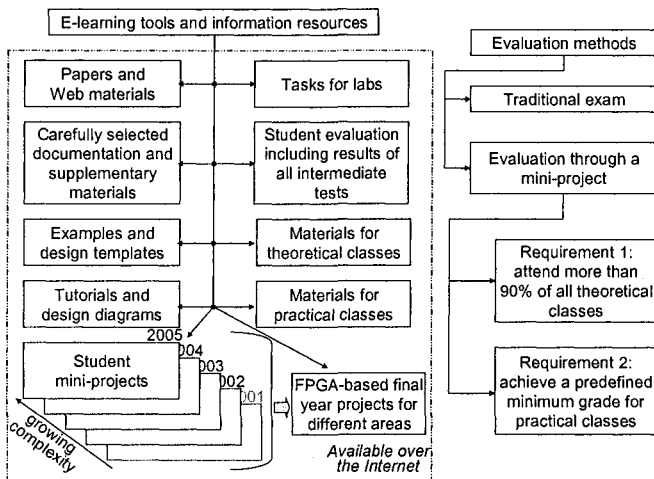 E-learning tools and information resources
Papers and
Web materials
Tasks for labs
Carefully selected
documentation and
supplementary
materials
Student evaluation
including results of
all intermediate
tests
Examples and
design templates
Materials for
theoretical classes
Tutorials and
design diagrams
Materials for
practical classes
2005
004
003
002
001
Student
mini-projects
growing
complexity
FPGA-based final
year projects for
different areas
Available over
the Internet
Evaluation methods
Traditional exam
Evaluation through a
mini-project
Requirement 1:
attend more than
90% of all theoretical
classes
Requirement 2:
achieve a predefined
minimum grade for
practical classes